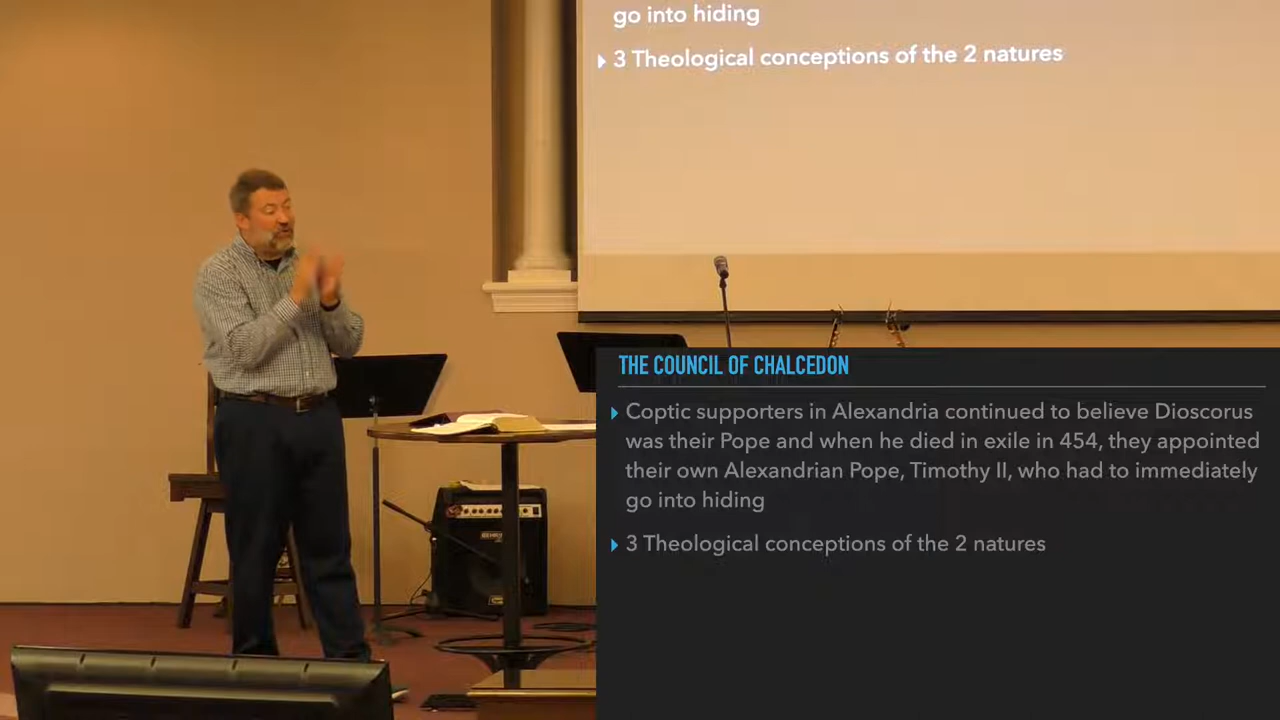 go into hiding
3 Theological conceptions of the 2 natures
THE COUNCIL OF CHALCEDON
Coptic supporters in Alexandria continued to believe Dioscorus
was their Pope and when he died in exile in 454, they appointed
their own Alexandrian Pope, Timothy II, who had to immediately
go into hiding
3 Theological conceptions of the 2 natures